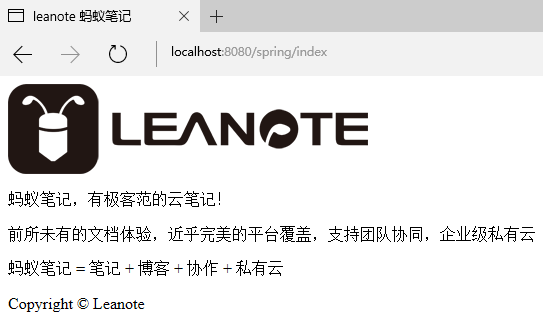 leanote 蚂蚁笔记
localhost:8080/spring/index
LEANOTE
蚂蚁笔记，有极客范的云笔记！
前所未有的文档体验，近乎完美的平台覆盖，支持团队协同，企业级私有云
蚂蚁笔记 = 笔记 + 博客 + 协作 + 私有云
Copyright © Leanote